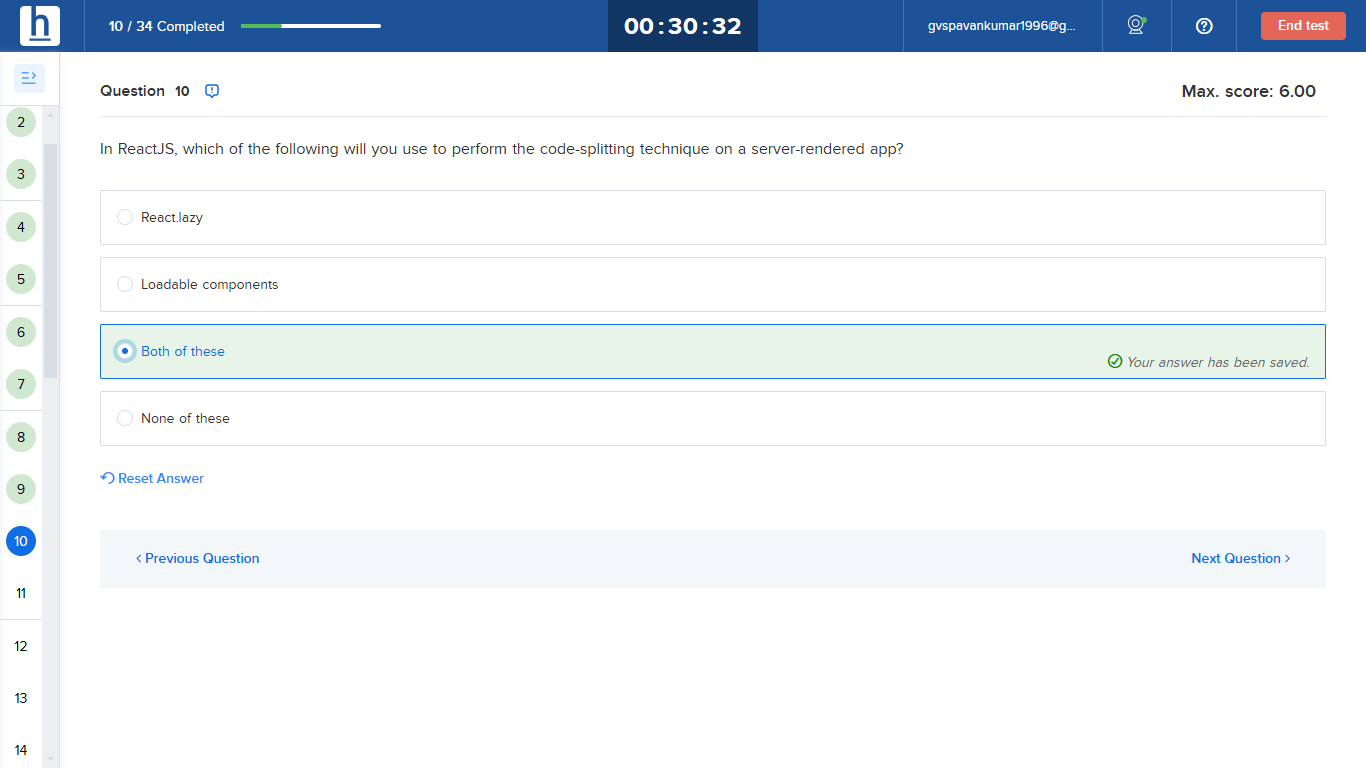 h
10 / 34 Completed
00:30:32
gvspavankumar1996@g...
End test
Question 10
Max. score: 6.00
In ReactJS, which of the following will you use to perform the code-splitting technique on a server-rendered app?
React.lazy
Loadable components
Both of these
Your answer has been saved.
None of these
Reset Answer
Previous Question
Next Question
2
3
4
5
6
7
8
9
10
11
12
13
14